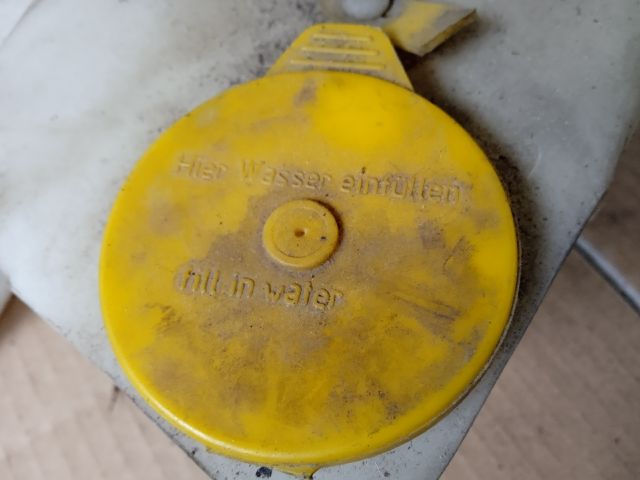 Hier Wasser einfüllen
fill in water